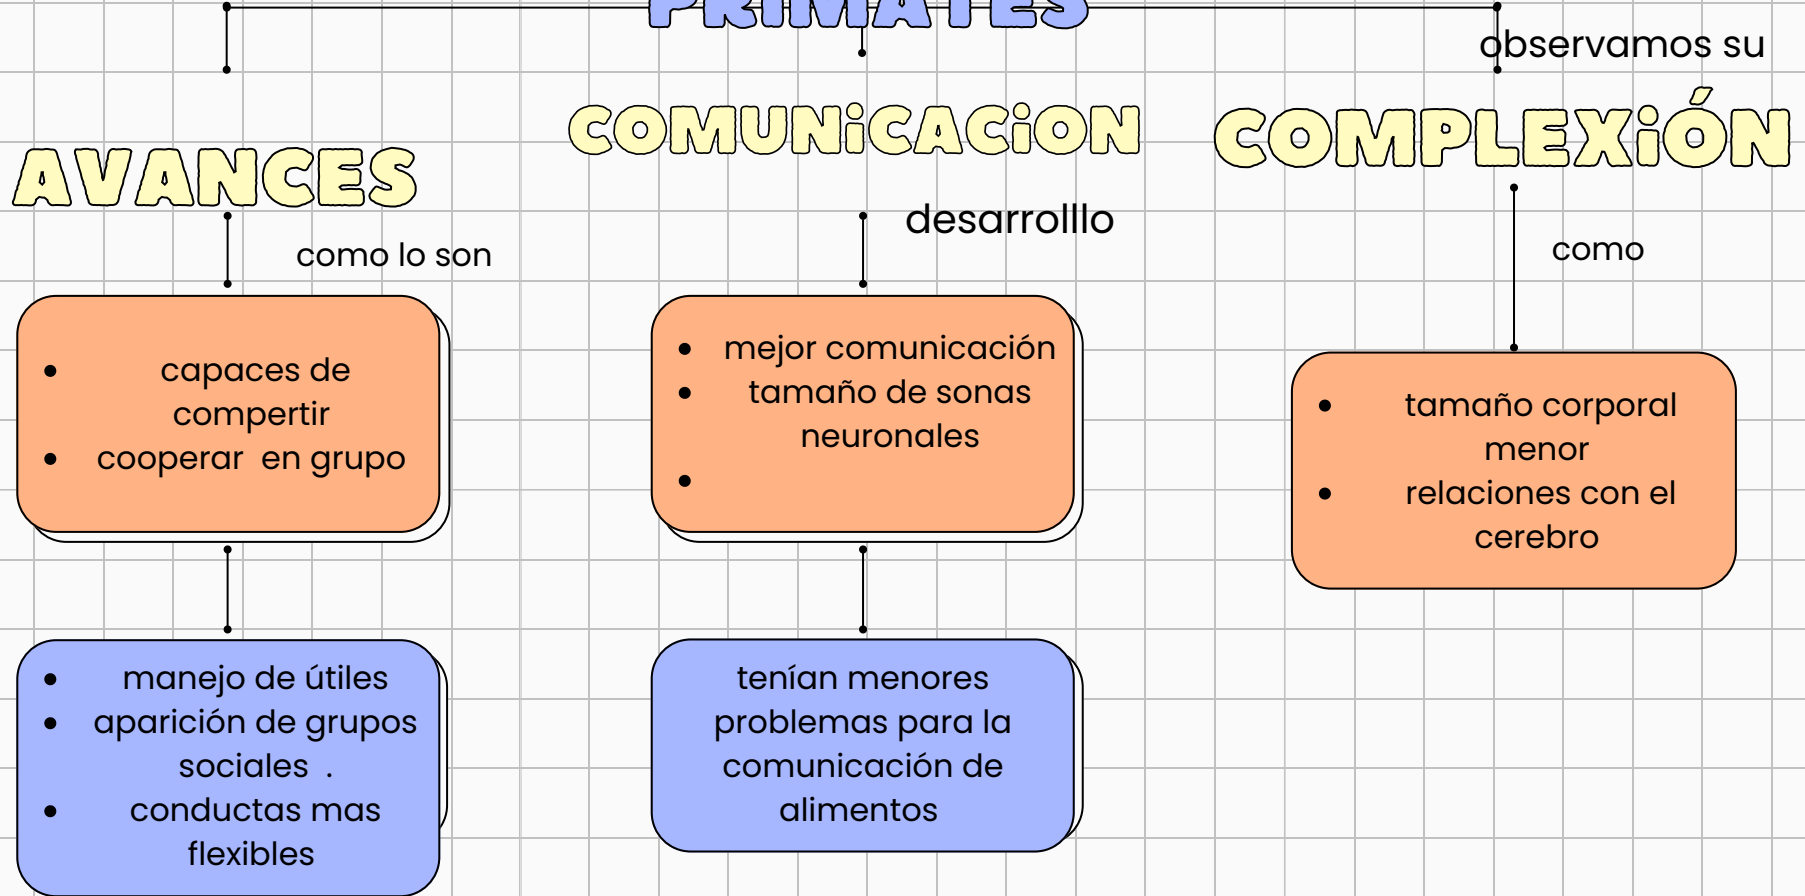 PRIMATES
observamos su
AVANCES
COMUNiCACiON
COMPLEXiÓN
como lo son
desarrolllo
como
• capaces de
compertir
• cooperar  en grupo
• mejor comunicación
• tamaño de sonas
neuronales
•
• tamaño corporal
menor
• relaciones con el
cerebro
• manejo de útiles
• aparición de grupos
sociales  .
• conductas mas
flexibles
tenían menores
problemas para la
comunicación de
alimentos